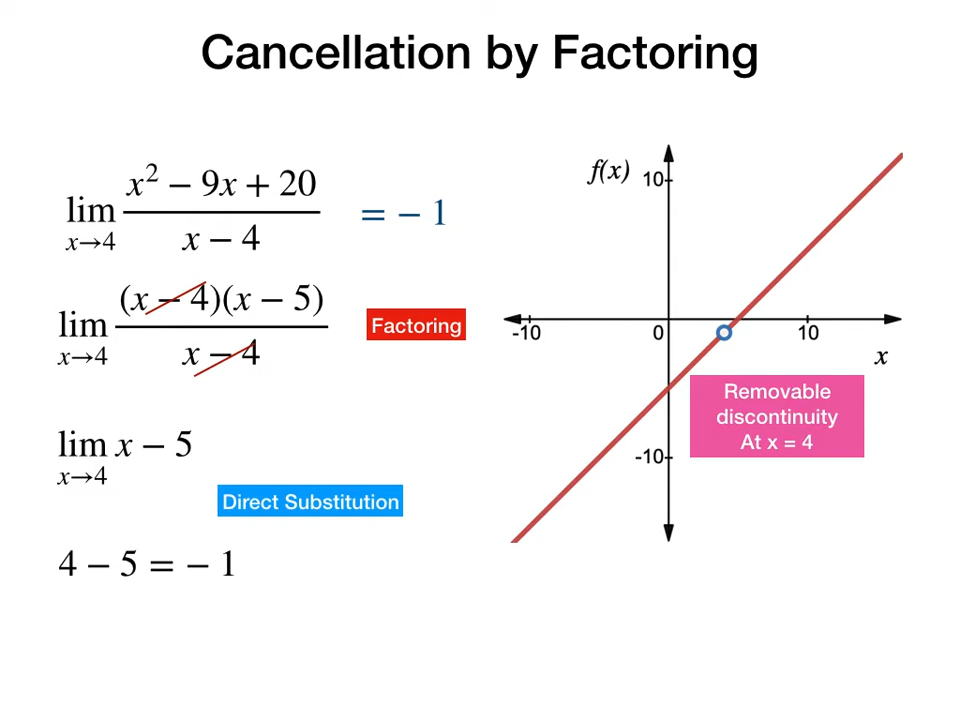 Cancellation by Factoring
lim x→4 x² − 9x + 20 / x − 4 = − 1
lim x→4 (x − 4)(x − 5) / x − 4
Factoring
lim x→4 x − 5
Direct Substitution
4 − 5 = − 1
f(x)
10
-10
0
10
x
-10
Removable
discontinuity
At x = 4